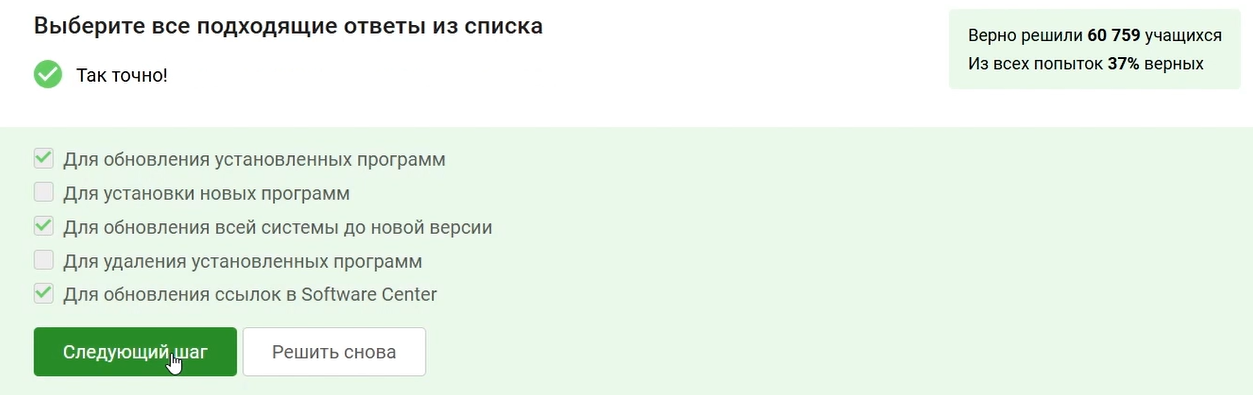 Выберите все подходящие ответы из списка
Верно решили 60 759 учащихся
Из всех попыток 37% верных
Так точно!
Для обновления установленных программ
Для установки новых программ
Для обновления всей системы до новой версии
Для удаления установленных программ
Для обновления ссылок в Software Center
Следующий шаг
Решить снова